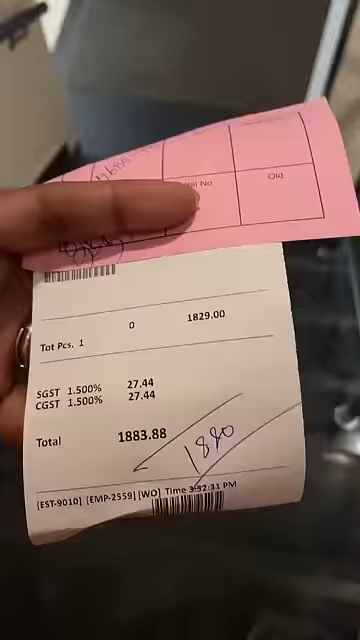 Bill No
Old
0 1829.00
Tot Pcs. 1
SGST 1.500% 27.44
CGST 1.500% 27.44
Total 1883.88
1880
[EST-9010] [EMP-2559] [WO] Time 3:52:31 PM